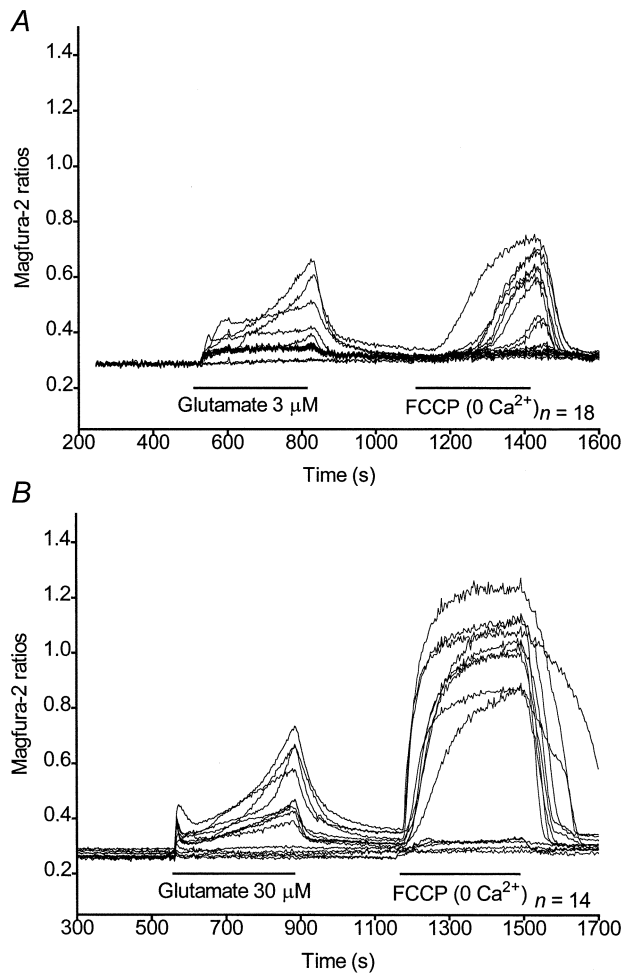 A
Magfura-2 ratios
1.4
1.2
1.0
0.8
0.6
0.4
0.2
Glutamate 3 μM
FCCP (0 Ca²⁺) n = 18
200 400 600 800 1000 1200 1400 1600
Time (s)
B
Magfura-2 ratios
1.4
1.2
1.0
0.8
0.6
0.4
0.2
Glutamate 30 μM
FCCP (0 Ca²⁺) n = 14
300 500 700 900 1100 1300 1500 1700
Time (s)